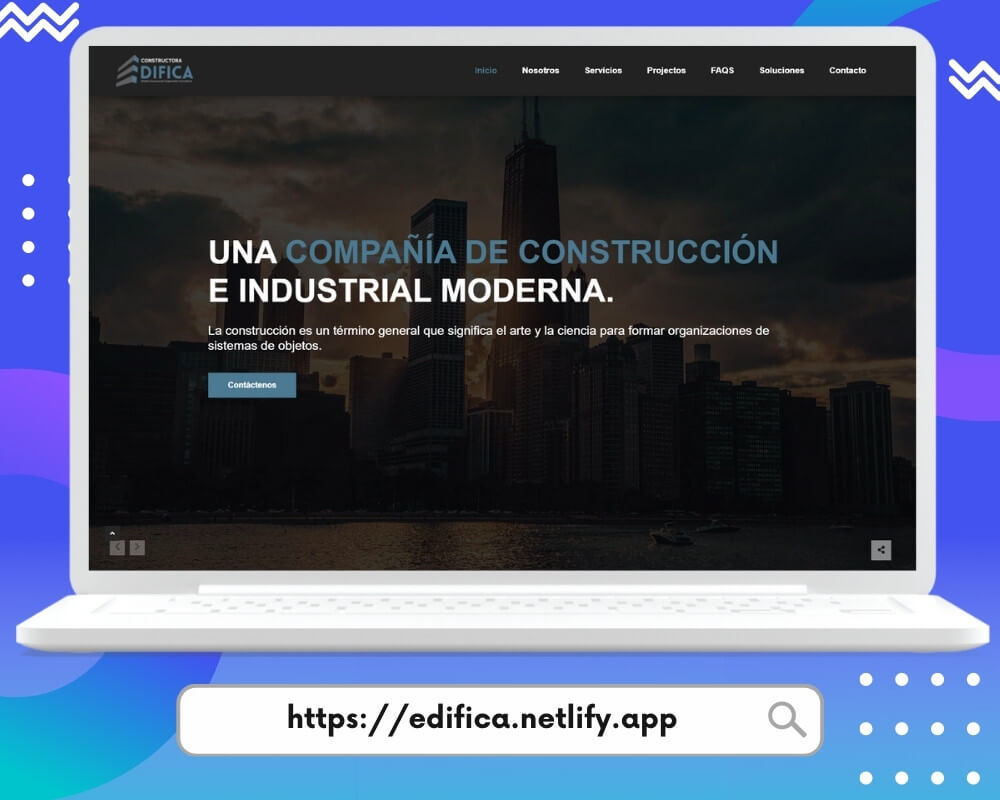 CONSTRUCTORA
DIFICA
Inicio Nosotros Servicios Projectos FAQS Soluciones Contacto
UNA COMPAÑÍA DE CONSTRUCCIÓN
E INDUSTRIAL MODERNA.
La construcción es un término general que significa el arte y la ciencia para formar organizaciones de
sistemas de objetos.
Contáctenos
https://edifica.netlify.app